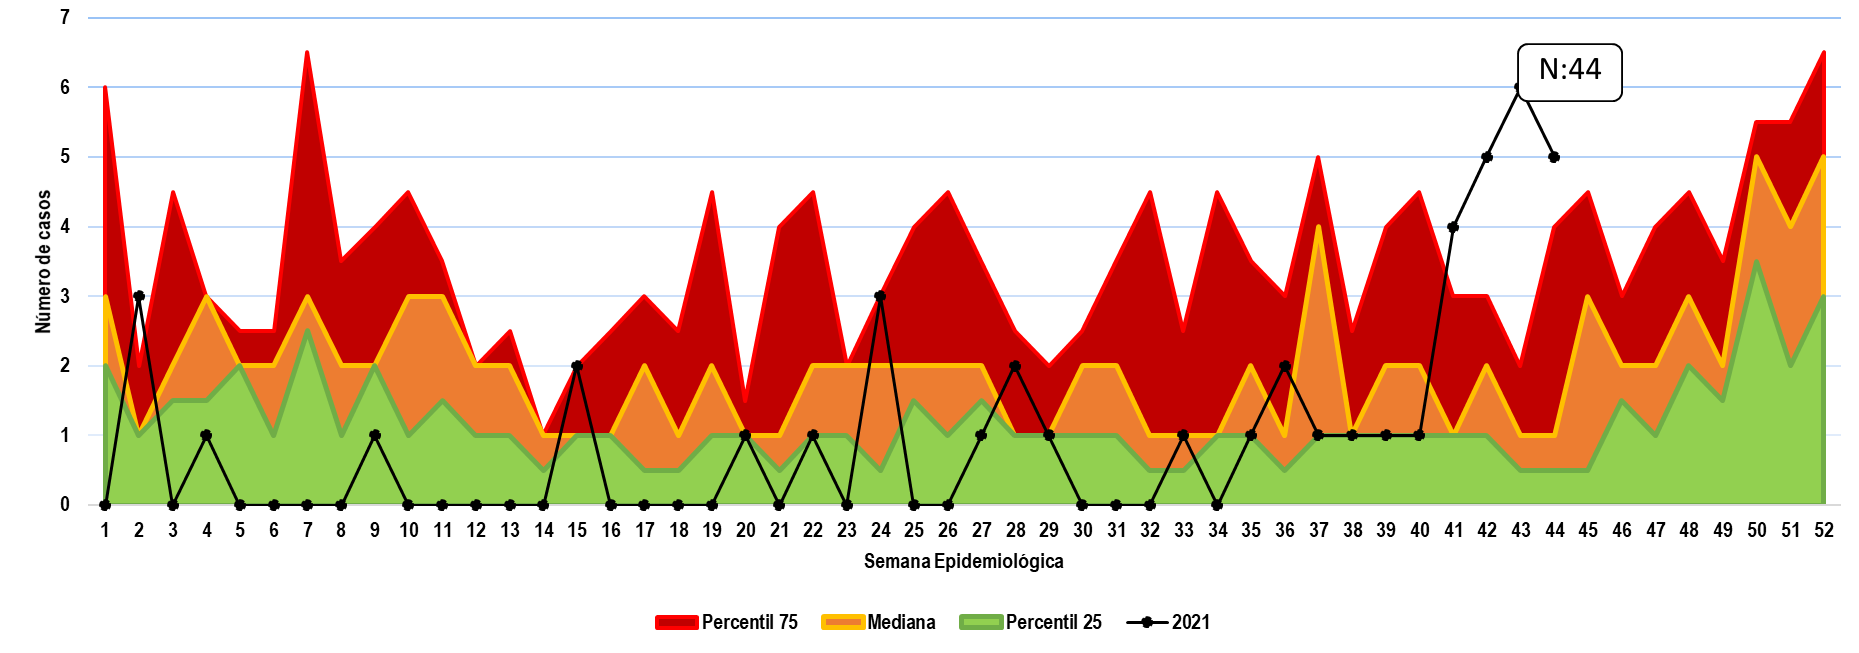 7
6
5
4
3
2
1
0
Número de casos
N:44
1 2 3 4 5 6 7 8 9 10 11 12 13 14 15 16 17 18 19 20 21 22 23 24 25 26 27 28 29 30 31 32 33 34 35 36 37 38 39 40 41 42 43 44 45 46 47 48 49 50 51 52
Semana Epidemiológica
Percentil 75 Mediana Percentil 25 2021